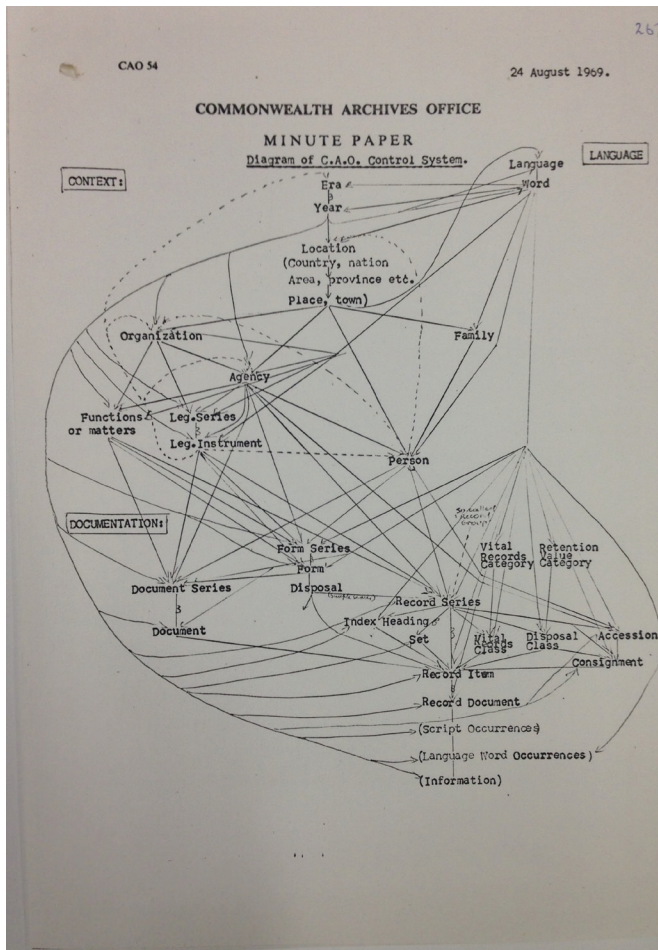 26
CAO 54
24 August 1969.
COMMONWEALTH ARCHIVES OFFICE
MINUTE PAPER
Diagram of C.A.O. Control System.
Language
LANGUAGE
CONTEXT:
Era
Word
Year
Location
(Country, nation
Area, province etc.
Place, town)
Organization
Family
Agency
Functions
or matters
Leg.Series
Leg.Instrument
Person
so-called
Record
Group
DOCUMENTATION:
Form Series
Vital
Records
Category
Retention
Value
Category
Form
Document Series
Disposal
Record Series
Index Heading
Document
Set
Vital
Records
Class
Disposal
Class
Accession
Consignment
Record Item
Record Document
(Script Occurrences)
(Language Word Occurrences)
(Information)